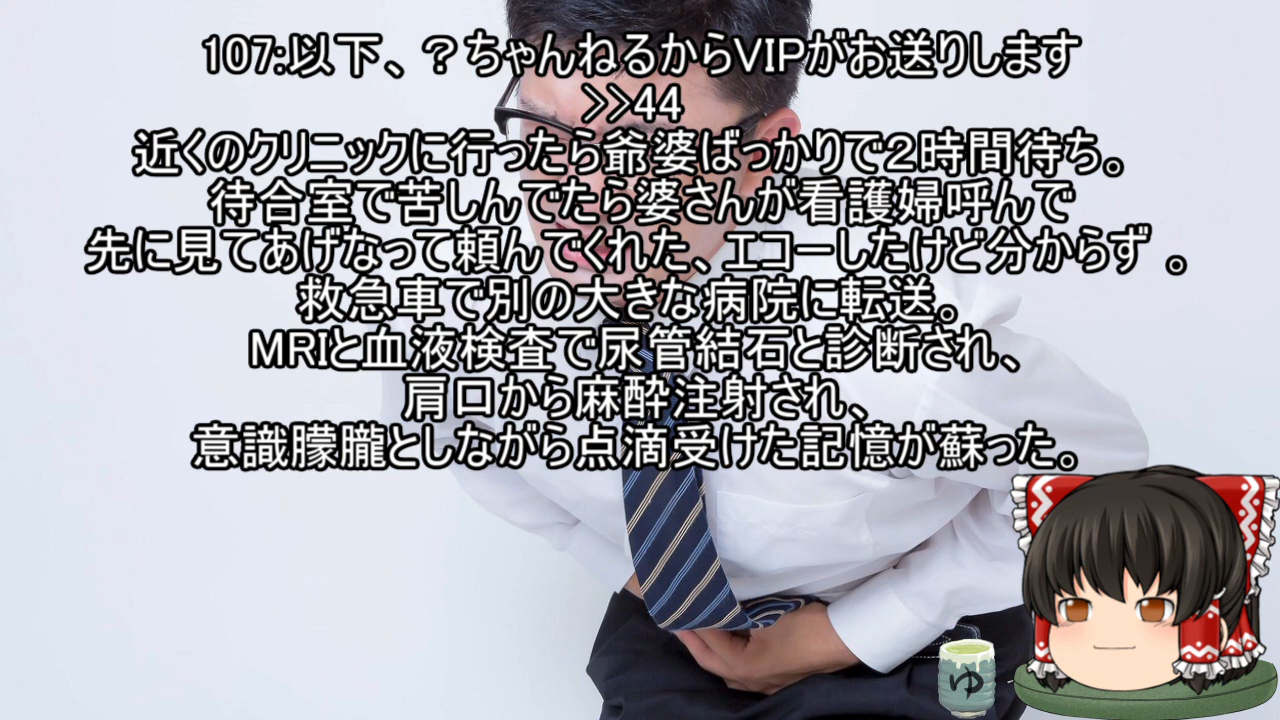 107:以下、？ちゃんねるからVIPがお送りします
>>44
近くのクリニックに行ったら爺婆ばっかりで２時間待ち。
待合室で苦しんでたら婆さんが看護婦呼んで
先に見てあげなって頼んでくれた、エコーしたけど分からず 。
救急車で別の大きな病院に転送。
MRIと血液検査で尿管結石と診断され、
肩口から麻酔注射され、
意識朦朧としながら点滴受けた記憶が蘇った。
ゆ